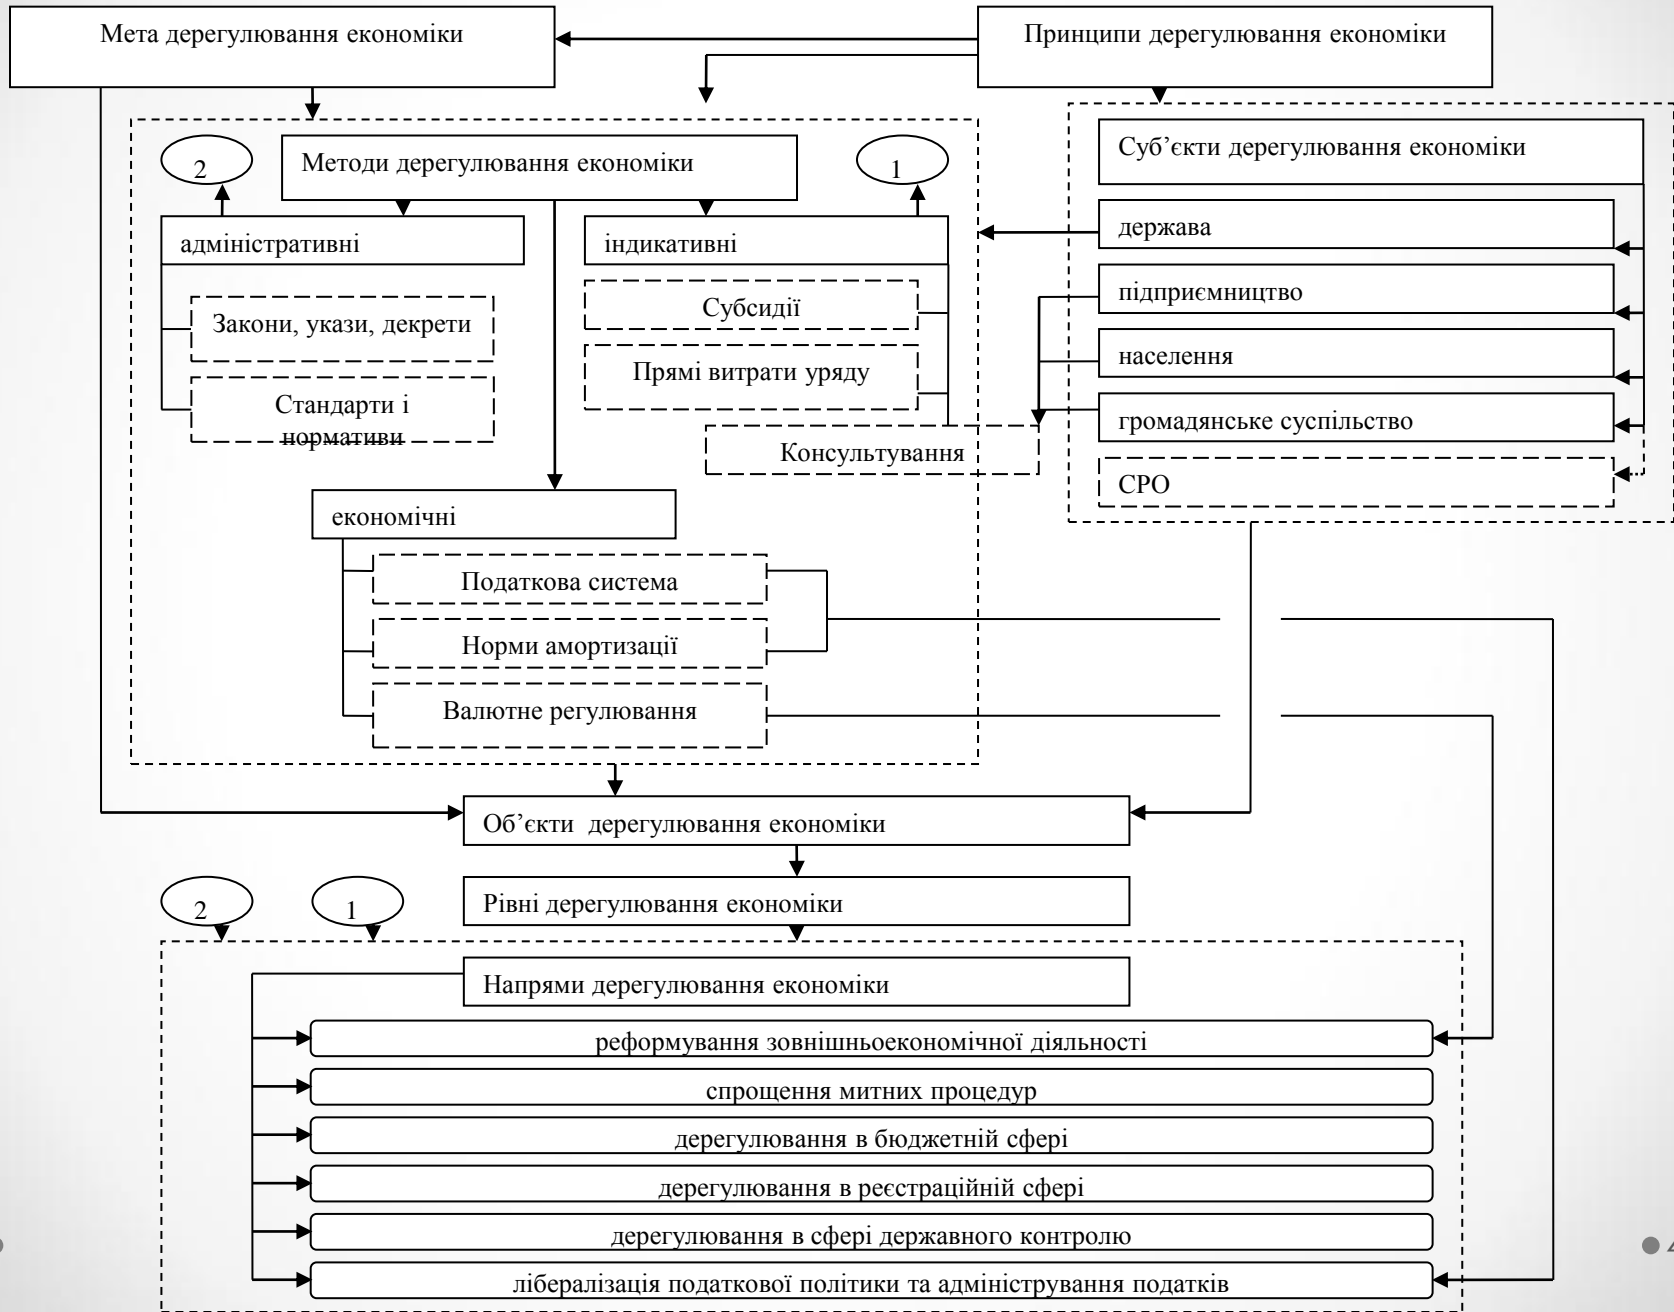 Мета дерегулювання економіки
Принципи дерегулювання економіки
2
Методи дерегулювання економіки
1
Суб’єкти дерегулювання економіки
адміністративні
індикативні
держава
Закони, укази, декрети
Субсидії
підприємництво
Стандарти і
нормативи
Прямі витрати уряду
населення
Консультування
громадянське суспільство
СРО
економічні
Податкова система
Норми амортизації
Валютне регулювання
Об’єкти  дерегулювання економіки
2
1
Рівні дерегулювання економіки
Напрями дерегулювання економіки
реформування зовнішньоекономічної діяльності
спрощення митних процедур
дерегулювання в бюджетній сфері
дерегулювання в реєстраційній сфері
дерегулювання в сфері державного контролю
лібералізація податкової політики та адміністрування податків